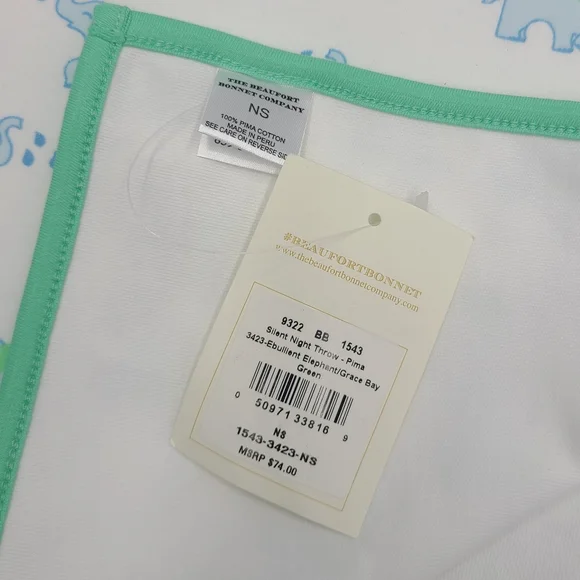 THE BEAUFORT
BONNET COMPANY
NS
100% PIMA COTTON
MADE IN PERU
SEE CARE ON REVERSE SIDE
#BEAUFORTBONNET
www.thebeaufortbonnetcompany.com
9322 BB 1543
Silent Night Throw - Pima
3423-Ebullient Elephant/Grace Bay
Green
0 50971 33816 9
NS
1543-3423-NS
MSRP $74.00